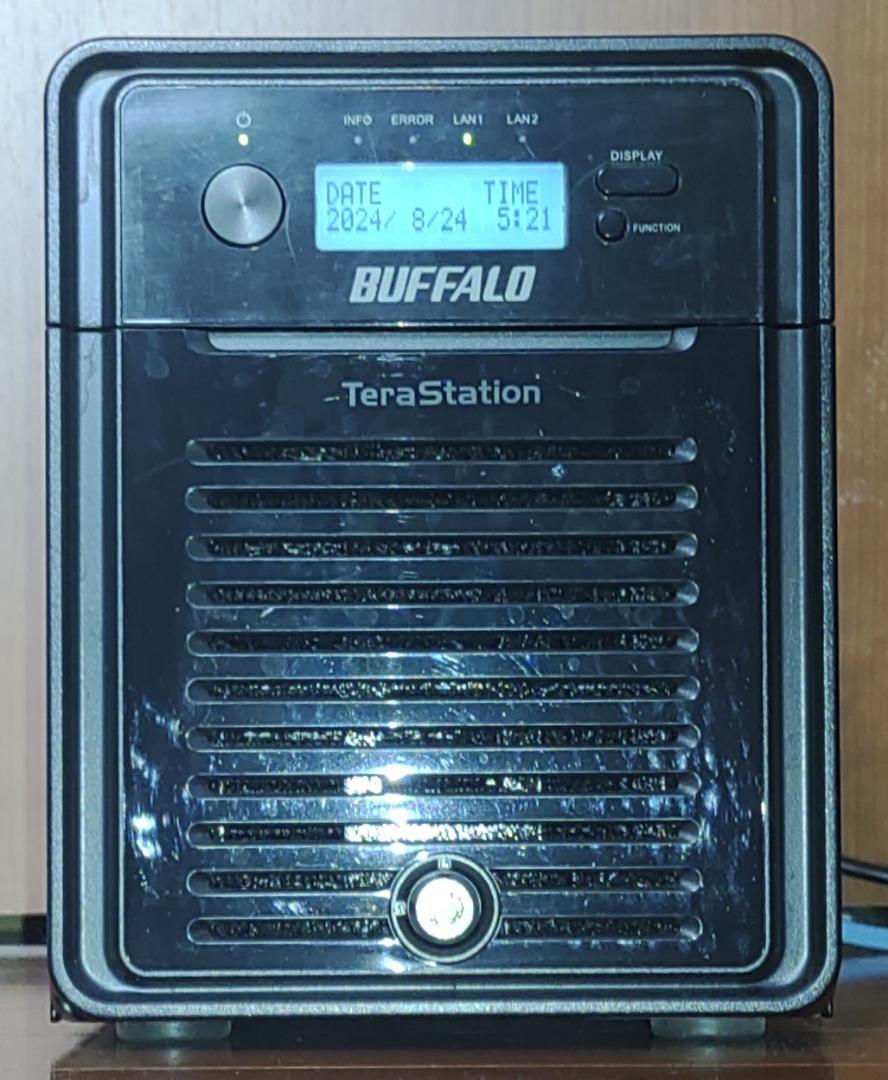 INFO ERROR LAN1 LAN2
DISPLAY
DATE TIME
2024/ 8/24 5:21
FUNCTION
BUFFALO
TeraStation